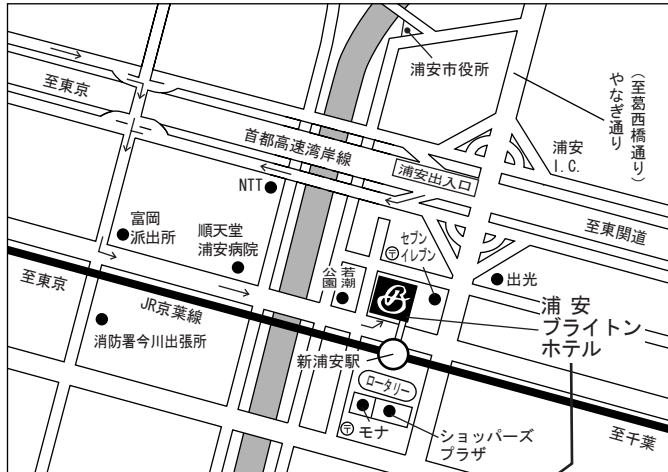 浦安市役所
至東京
首都高速湾岸線
浦安出入口
浦安
I.C.
(至葛西橋通り)
やなぎ通り
NTT
富岡
派出所
順天堂
浦安病院
若潮
公園
〒
セブン
イレブン
B
出光
至東関道
浦安
ブライトン
ホテル
至東京
JR京葉線
消防署今川出張所
新浦安駅
ロータリー
〒
モナ
ショッパーズ
プラザ
至千葉